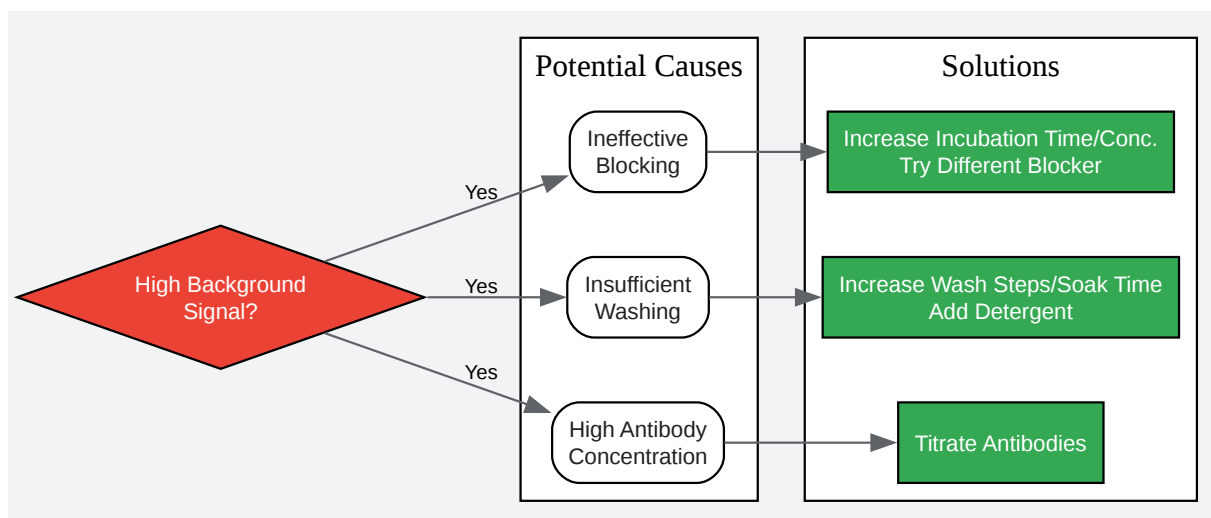 Potential Causes
Solutions
High Background
Signal?
Yes
Yes
Yes
Ineffective
Blocking
Insufficient
Washing
High Antibody
Concentration
Increase Incubation Time/Conc.
Try Different Blocker
Increase Wash Steps/Soak Time
Add Detergent
Titrate Antibodies